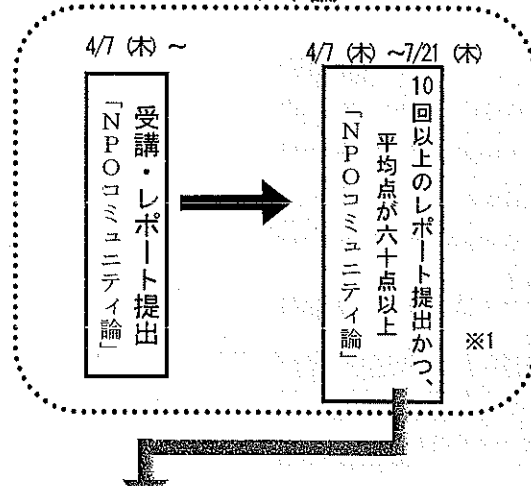 4/7 (木) ～
受講・レポート提出
「NPOコミュニティ論」
4/7 (木) ～7/21 (木)
10回以上のレポート提出かつ、
平均点が六十点以上
「NPOコミュニティ論」
※1